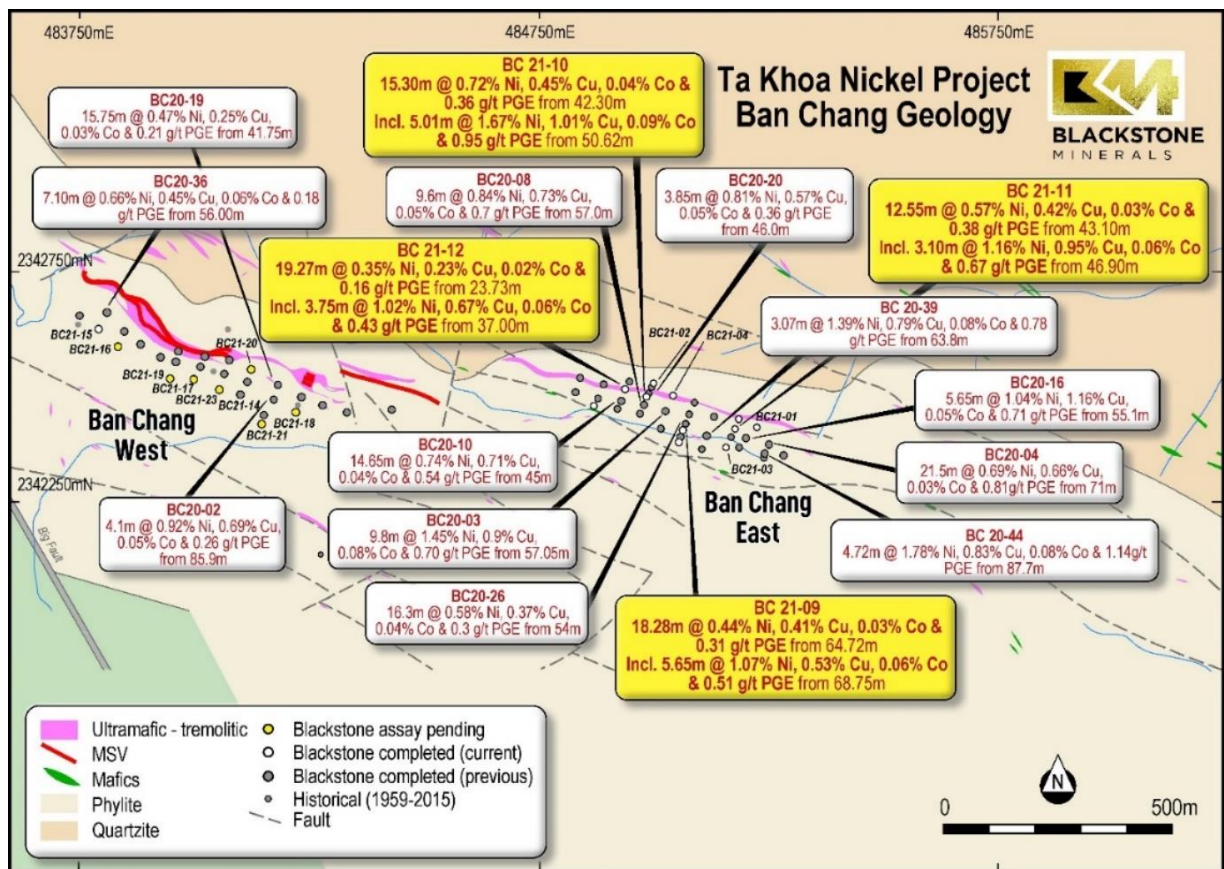 483750mE
484750mE
485750mE
Ta Khoa Nickel Project
Ban Chang Geology
BLACKSTONE
MINERALS
BC20-19
15.75m @ 0.47% Ni, 0.25% Cu,
0.03% Co & 0.21 g/t PGE from 41.75m
BC 21-10
15.30m @ 0.72% Ni, 0.45% Cu, 0.04% Co &
0.36 g/t PGE from 42.30m
Incl. 5.01m @ 1.67% Ni, 1.01% Cu, 0.09% Co
& 0.95 g/t PGE from 50.62m
BC20-36
7.10m @ 0.66% Ni, 0.45% Cu, 0.06% Co & 0.18
g/t PGE from 56.00m
BC20-08
9.6m @ 0.84% Ni, 0.73% Cu,
0.05% Co & 0.7 g/t PGE from 57.0m
BC20-20
3.85m @ 0.81% Ni, 0.57% Cu,
0.05% Co & 0.36 g/t PGE
from 46.0m
BC 21-11
12.55m @ 0.57% Ni, 0.42% Cu, 0.03% Co &
0.38 g/t PGE from 43.10m
Incl. 3.10m @ 1.16% Ni, 0.95% Cu, 0.06% Co
& 0.67 g/t PGE from 46.90m
2342750mN
BC 21-12
19.27m @ 0.35% Ni, 0.23% Cu, 0.02% Co &
0.16 g/t PGE from 23.73m
Incl. 3.75m @ 1.02% Ni, 0.67% Cu, 0.06% Co
& 0.43 g/t PGE from 37.00m
BC 20-39
3.07m @ 1.39% Ni, 0.79% Cu, 0.08% Co & 0.78
g/t PGE from 63.8m
BC21-02
BC21-04
BC21-15
BC21-16
BC21-20
BC21-19
BC21-17
BC21-23
BC21-14
BC21-18
BC21-21
BC21-01
BC21-03
Ban Chang
West
BC20-16
5.65m @ 1.04% Ni, 1.16% Cu,
0.05% Co & 0.71 g/t PGE from 55.1m
BC20-10
14.65m @ 0.74% Ni, 0.71% Cu,
0.04% Co & 0.54 g/t PGE from 45m
BC20-04
21.5m @ 0.69% Ni, 0.66% Cu,
0.03% Co & 0.81g/t PGE from 71m
2342250mN
Ban Chang
East
BC20-02
4.1m @ 0.92% Ni, 0.69% Cu,
0.05% Co & 0.26 g/t PGE
from 85.9m
BC20-03
9.8m @ 1.45% Ni, 0.9% Cu,
0.08% Co & 0.70 g/t PGE from 57.05m
BC 20-44
4.72m @ 1.78% Ni, 0.83% Cu, 0.08% Co & 1.14g/t
PGE from 87.7m
Big Fault
BC20-26
16.3m @ 0.58% Ni, 0.37% Cu,
0.04% Co & 0.3 g/t PGE from 54m
BC 21-09
18.28m @ 0.44% Ni, 0.41% Cu, 0.03% Co &
0.31 g/t PGE from 64.72m
Incl. 5.65m @ 1.07% Ni, 0.53% Cu, 0.06% Co
& 0.51 g/t PGE from 68.75m
Ultramafic - tremolitic
MSV
Mafics
Phylite
Quartzite
Blackstone assay pending
Blackstone completed (current)
Blackstone completed (previous)
Historical (1959-2015)
Fault
N
0
500m